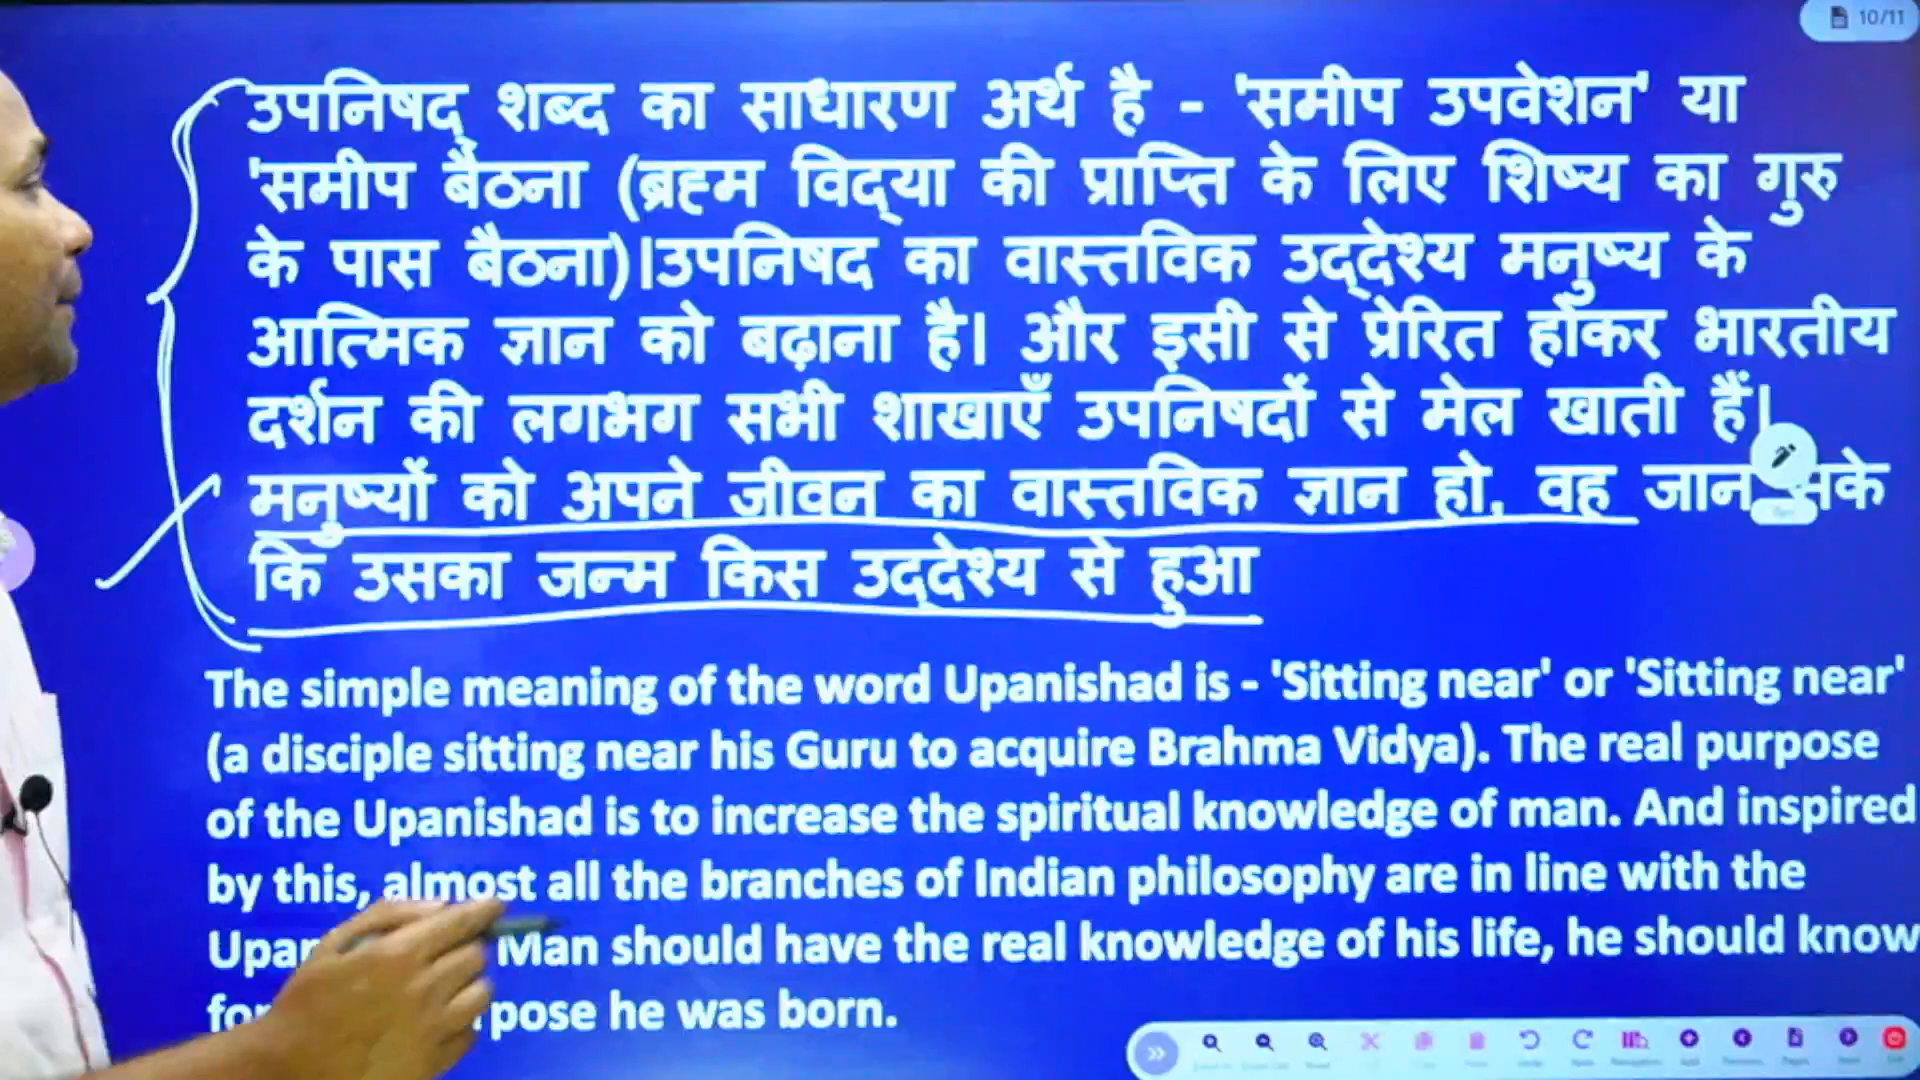 10/11
उपनिषद् शब्द का साधारण अर्थ है - 'समीप उपवेशन' या
'समीप बैठना (ब्रह्म विद्या की प्राप्ति के लिए शिष्य का गुरु
के पास बैठना)।उपनिषद का वास्तविक उद्देश्य मनुष्य के
आत्मिक ज्ञान को बढ़ाना है। और इसी से प्रेरित होकर भारतीय
दर्शन की लगभग सभी शाखाएँ उपनिषदों से मेल खाती हैं।
मनुष्यों को अपने जीवन का वास्तविक ज्ञान हो. वह जान
कि उसका जन्म किस उद्देश्य से हुआ
The simple meaning of the word Upanishad is - 'Sitting near' or 'Sitting near'
(a disciple sitting near his Guru to acquire Brahma Vidya). The real purpose
of the Upanishad is to increase the spiritual knowledge of man. And inspired
by this, almost all the branches of Indian philosophy are in line with the
Man should have the real knowledge of his life, he should know
he was born.